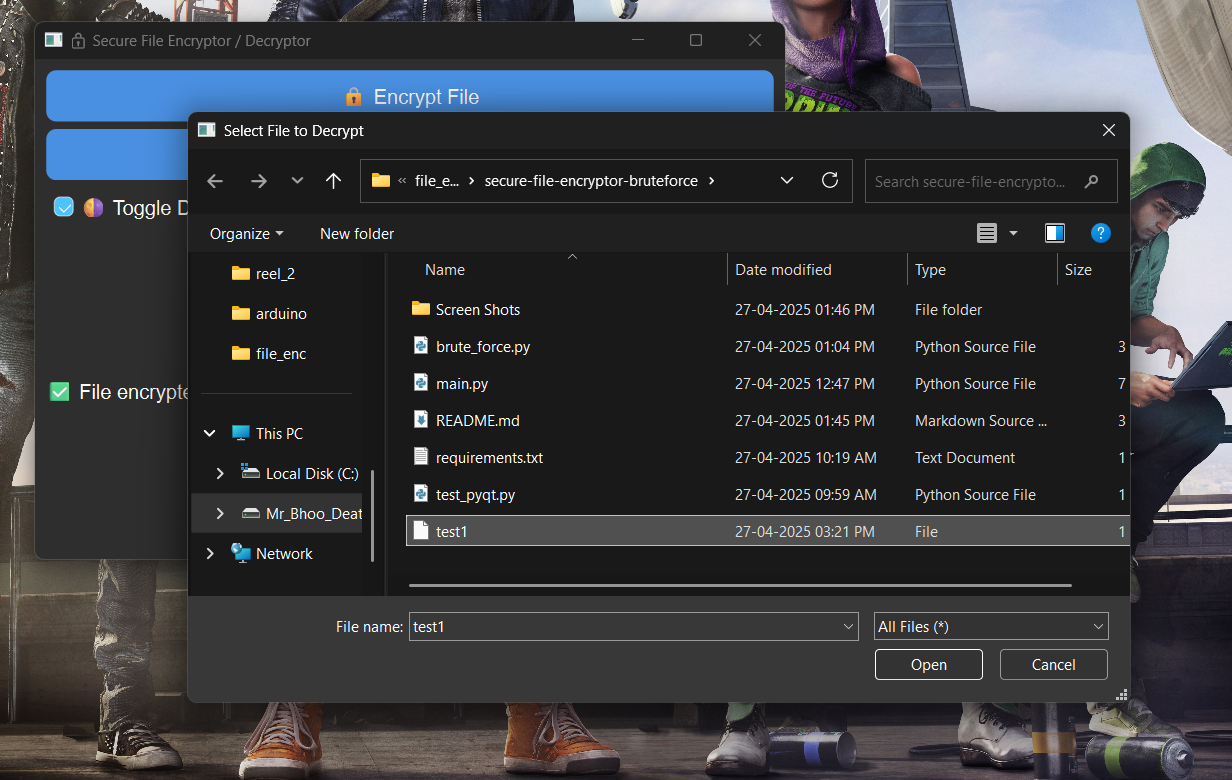 Secure File Encryptor / Decryptor
Encrypt File
Toggle D
File encrypte
Select File to Decrypt
« file_e... › secure-file-encryptor-bruteforce ›
Search secure-file-encrypto...
Organize
New folder
?
reel_2
arduino
file_enc
This PC
Local Disk (C:)
Mr_Bhoo_Deat
Network
Name Date modified Type Size
Screen Shots 27-04-2025 01:46 PM File folder
brute_force.py 27-04-2025 01:04 PM Python Source File 3
main.py 27-04-2025 12:47 PM Python Source File 7
README.md 27-04-2025 01:45 PM Markdown Source ... 3
requirements.txt 27-04-2025 10:19 AM Text Document 1
test_pyqt.py 27-04-2025 09:59 AM Python Source File 1
test1 27-04-2025 03:21 PM File 1
File name: test1
All Files (*)
Open
Cancel